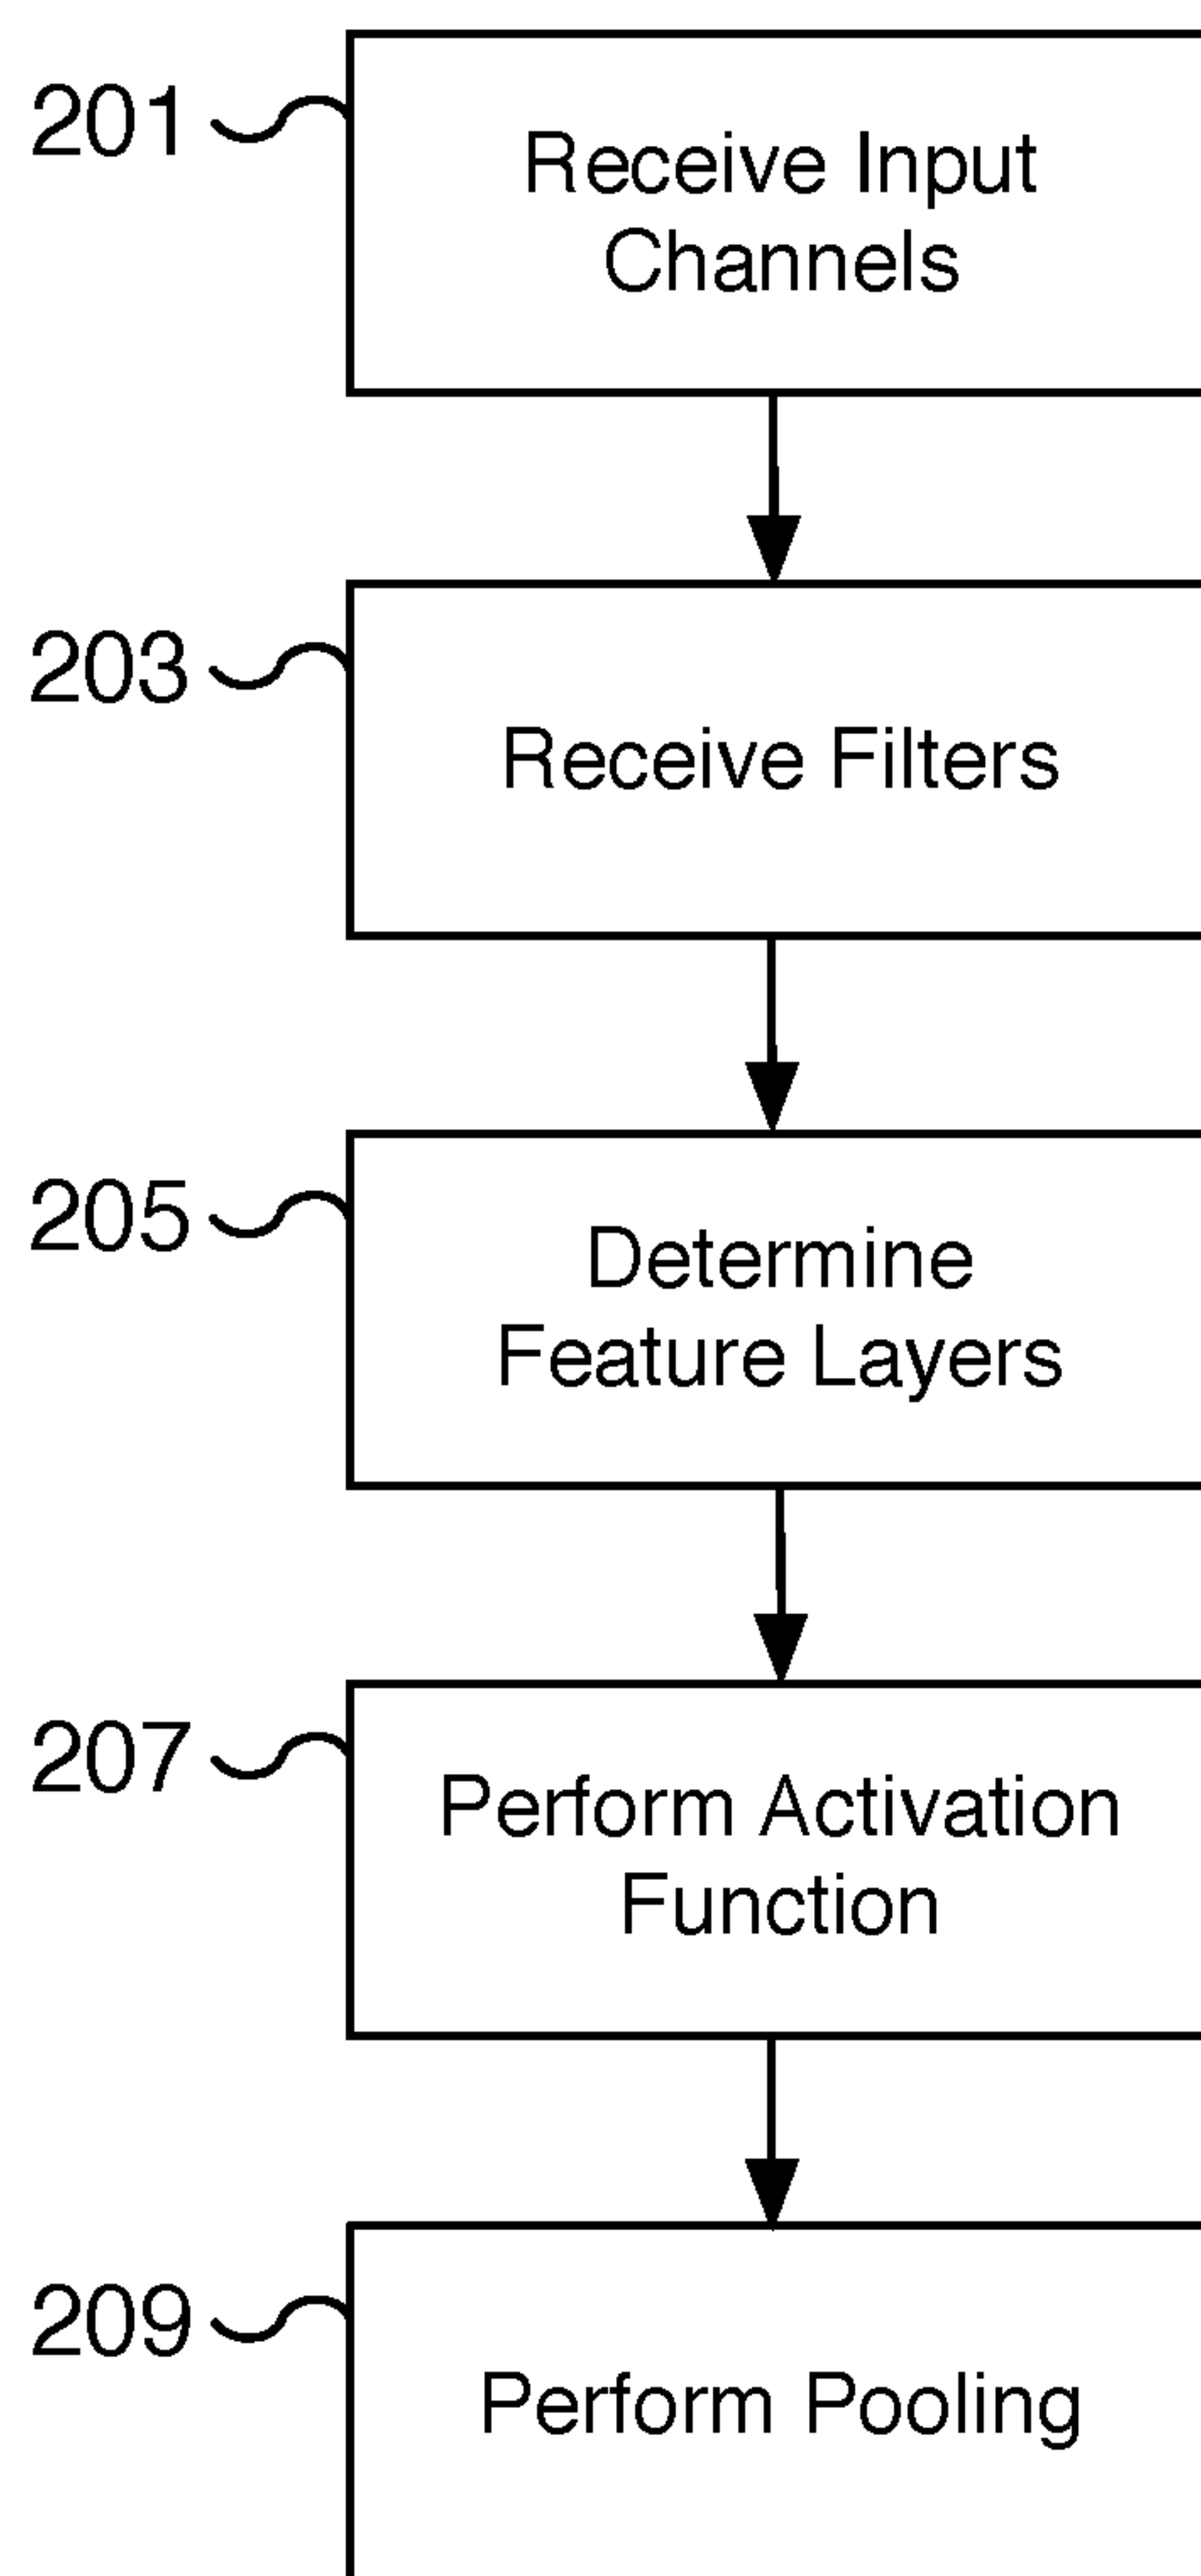 201
Receive Input
Channels
203
Receive Filters
205
Determine
Feature Layers
207
Perform Activation
Function
209
Perform Pooling